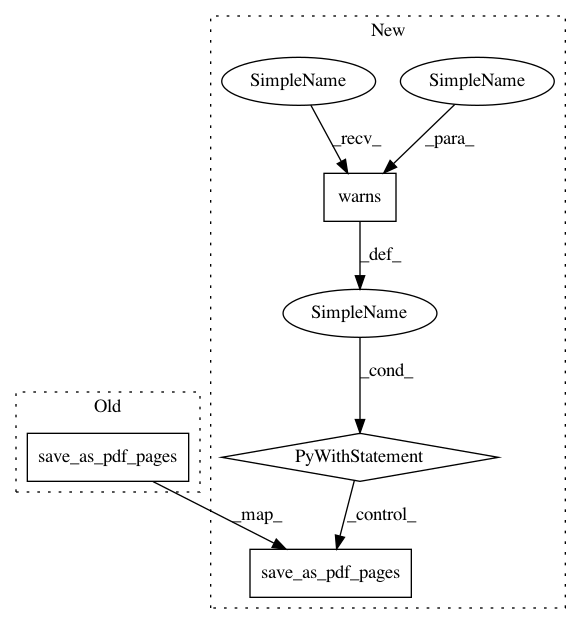 New
SimpleName
SimpleName
_recv_
_para_
warns
_def_
SimpleName
_cond_
Old
save_as_pdf_pages
PyWithStatement
_map_
_control_
save_as_pdf_pages